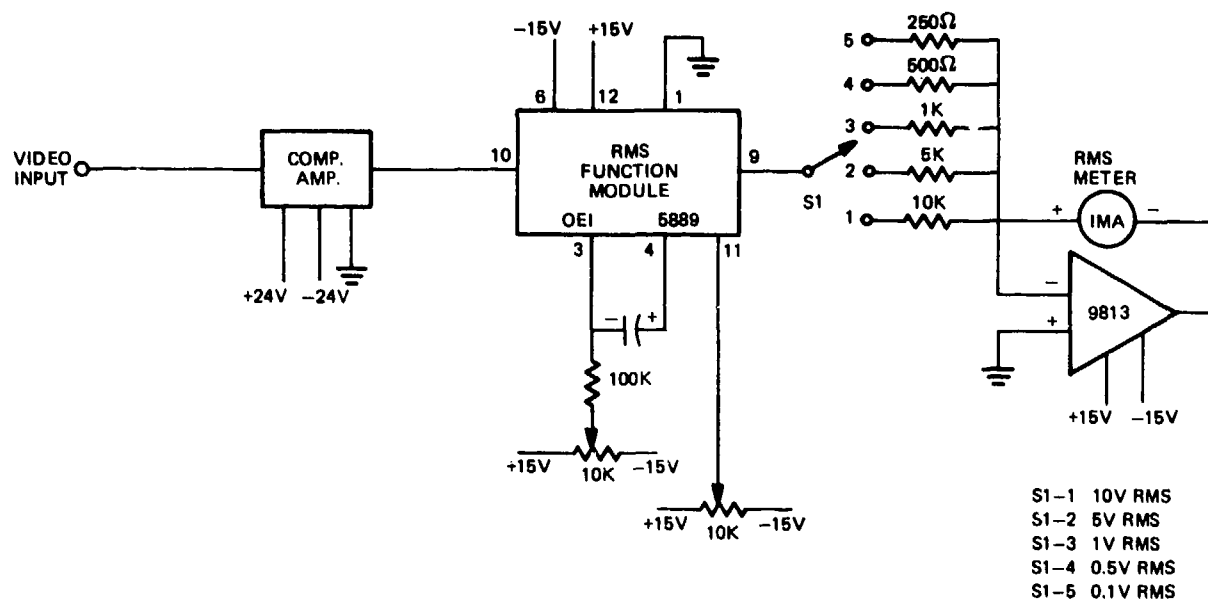 VIDEO
INPUT
COMP.
AMP.
+24V
-24V
-15V
+15V
6
12
1
10
RMS
FUNCTION
MODULE
9
OEI
5889
3
4
11
-
+
100K
+15V
10K
-15V
+15V
10K
-15V
S1
5
250Ω
4
500Ω
3
1K
2
5K
1
10K
RMS
METER
+
IMA
-
-
+
9813
+15V
-15V
S1-1 10V RMS
S1-2 5V RMS
S1-3 1V RMS
S1-4 0.5V RMS
S1-5 0.1V RMS